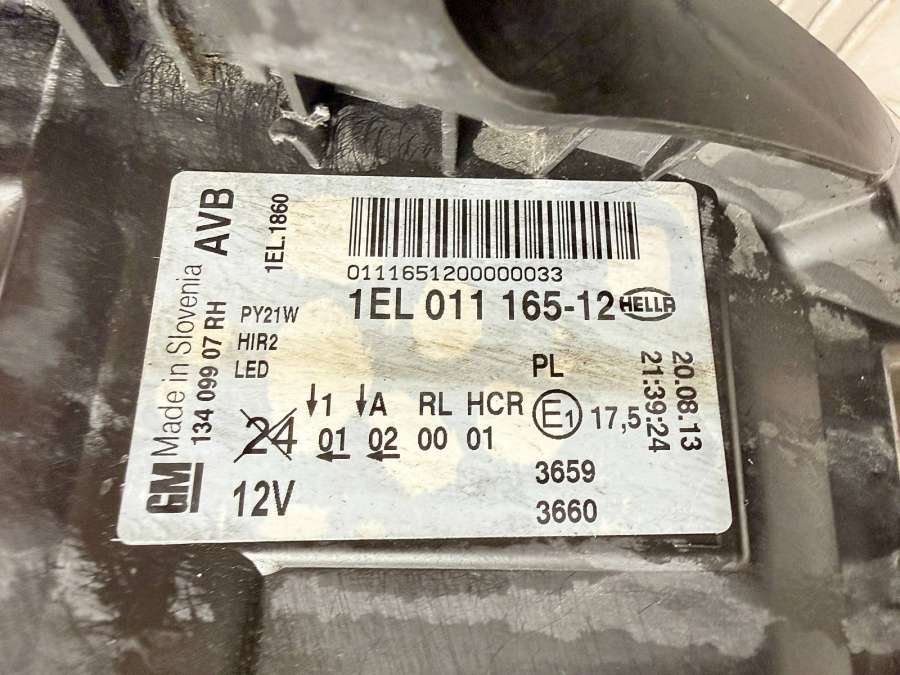 GM
Made in Slovenia
134 099 07 RH
AVB
1EL.1860
0111651200000033
1EL 011 165-12 HELLA
PY21W
HIR2
LED
PL
↓1 ↓A RL HCR E1 17,5
24 01 02 00 01
12V
3659
3660
20.08.13
21:39:24